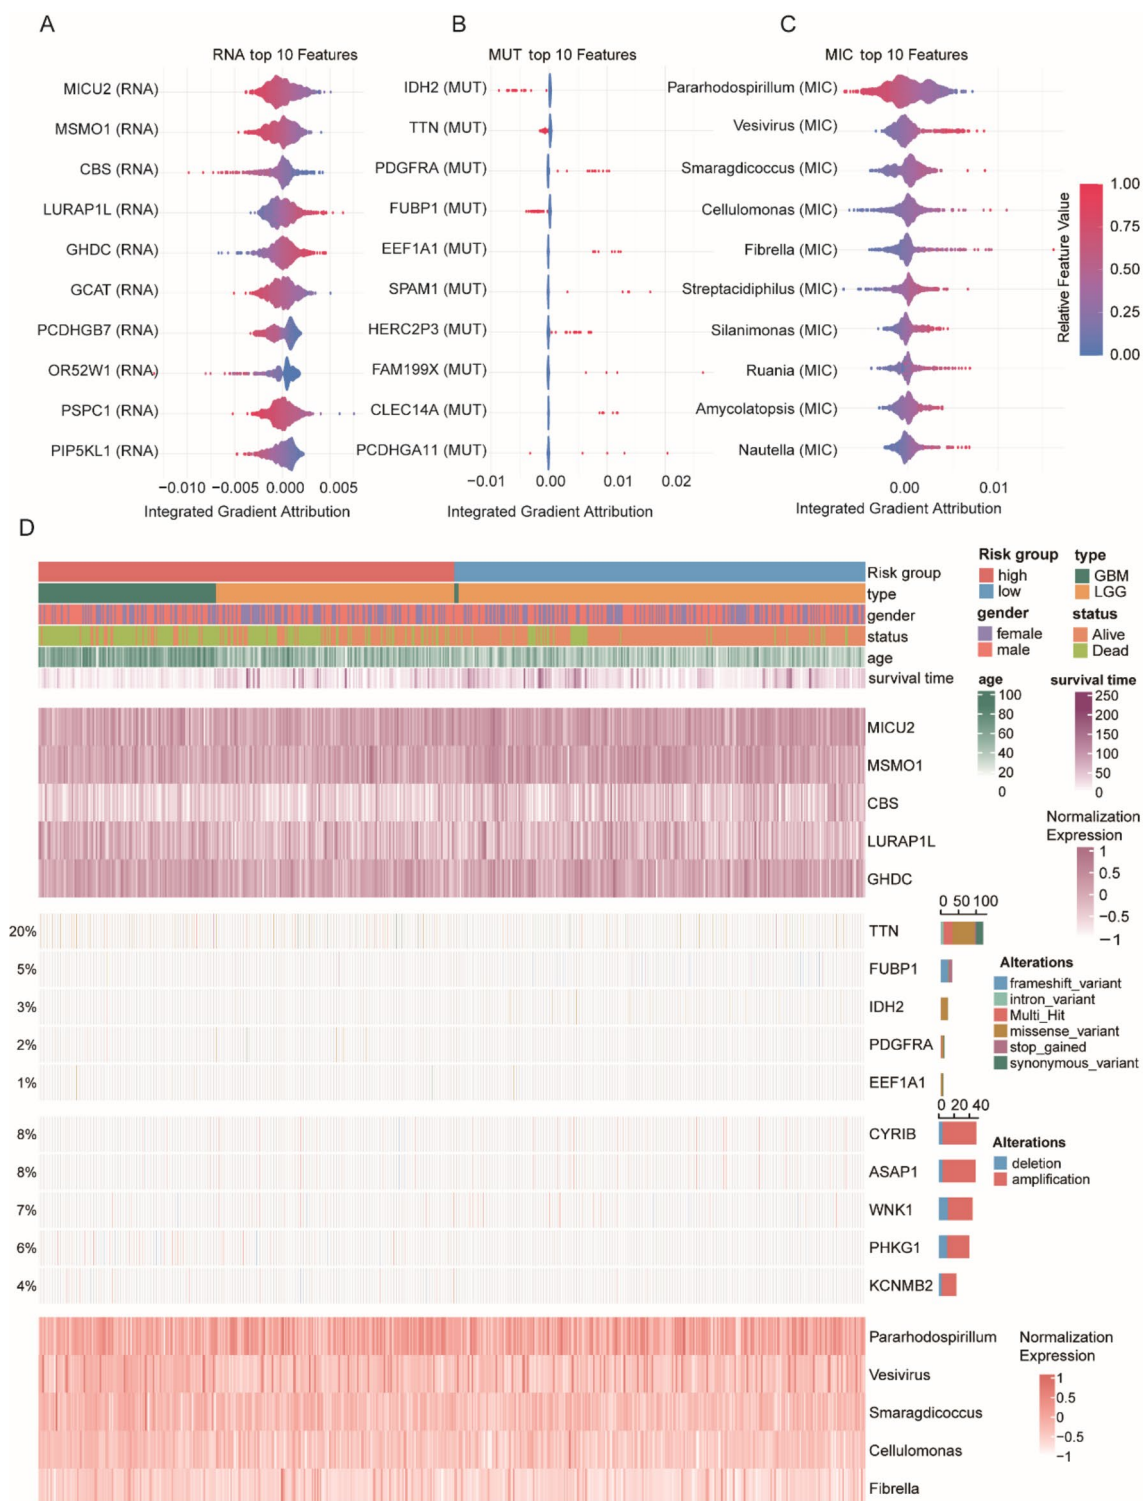 A
B
C
RNA top 10 Features
MICU2 (RNA)
MSMO1 (RNA)
CBS (RNA)
LURAP1L (RNA)
GHDC (RNA)
GCAT (RNA)
PCDHGB7 (RNA)
OR52W1 (RNA)
PSPC1 (RNA)
PIP5KL1 (RNA)
−0.010 −0.005 0.000 0.005
Integrated Gradient Attribution
MUT top 10 Features
IDH2 (MUT)
TTN (MUT)
PDGFRA (MUT)
FUBP1 (MUT)
EEF1A1 (MUT)
SPAM1 (MUT)
HERC2P3 (MUT)
FAM199X (MUT)
CLEC14A (MUT)
PCDHGA11 (MUT)
−0.01 0.00 0.01 0.02
Integrated Gradient Attribution
MIC top 10 Features
Pararhodospirillum (MIC)
Vesivirus (MIC)
Smaragdicoccus (MIC)
Cellulomonas (MIC)
Fibrella (MIC)
Streptacidiphilus (MIC)
Silanimonas (MIC)
Ruania (MIC)
Amycolatopsis (MIC)
Nautella (MIC)
0.00 0.01
Integrated Gradient Attribution
Relative Feature Value
1.00
0.75
0.50
0.25
0.00
D
Risk group
type
gender
status
age
survival time
Risk group
high
low
type
GBM
LGG
gender
female
male
status
Alive
Dead
age
100
80
60
40
20
0
survival time
250
200
150
100
50
0
MICU2
MSMO1
CBS
LURAP1L
GHDC
Normalization
Expression
1
0.5
0
−0.5
−1
0 50 100
20% TTN
5% FUBP1
3% IDH2
2% PDGFRA
1% EEF1A1
Alterations
frameshift_variant
intron_variant
Multi_Hit
missense_variant
stop_gained
synonymous_variant
0 20 40
8% CYRIB
8% ASAP1
7% WNK1
6% PHKG1
4% KCNMB2
Alterations
deletion
amplification
Pararhodospirillum
Vesivirus
Smaragdicoccus
Cellulomonas
Fibrella
Normalization
Expression
1
0.5
0
−0.5
−1